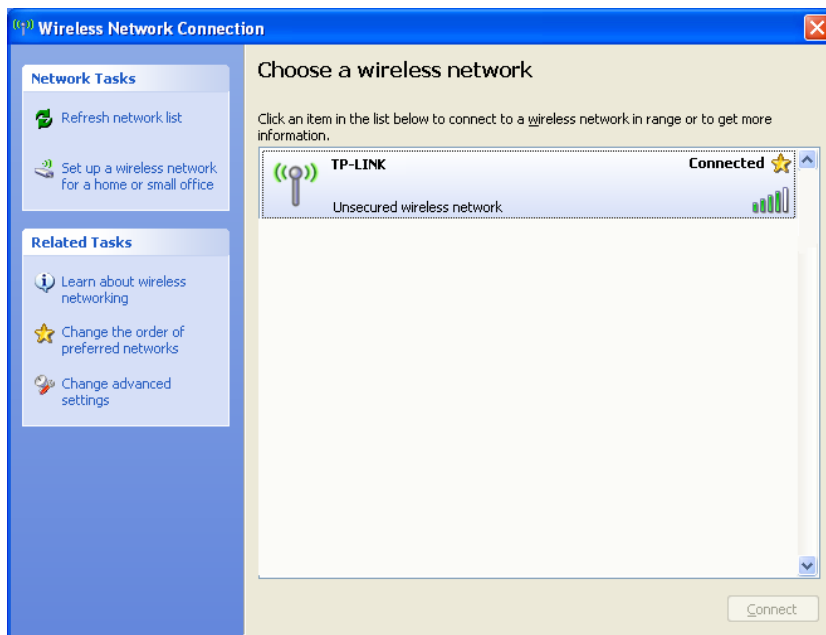 Wireless Network Connection
Network Tasks
Refresh network list
Set up a wireless network
for a home or small office
Related Tasks
Learn about wireless
networking
Change the order of
preferred networks
Change advanced
settings
Choose a wireless network
Click an item in the list below to connect to a wireless network in range or to get more
information.
TP-LINK
Connected
Unsecured wireless network
Connect